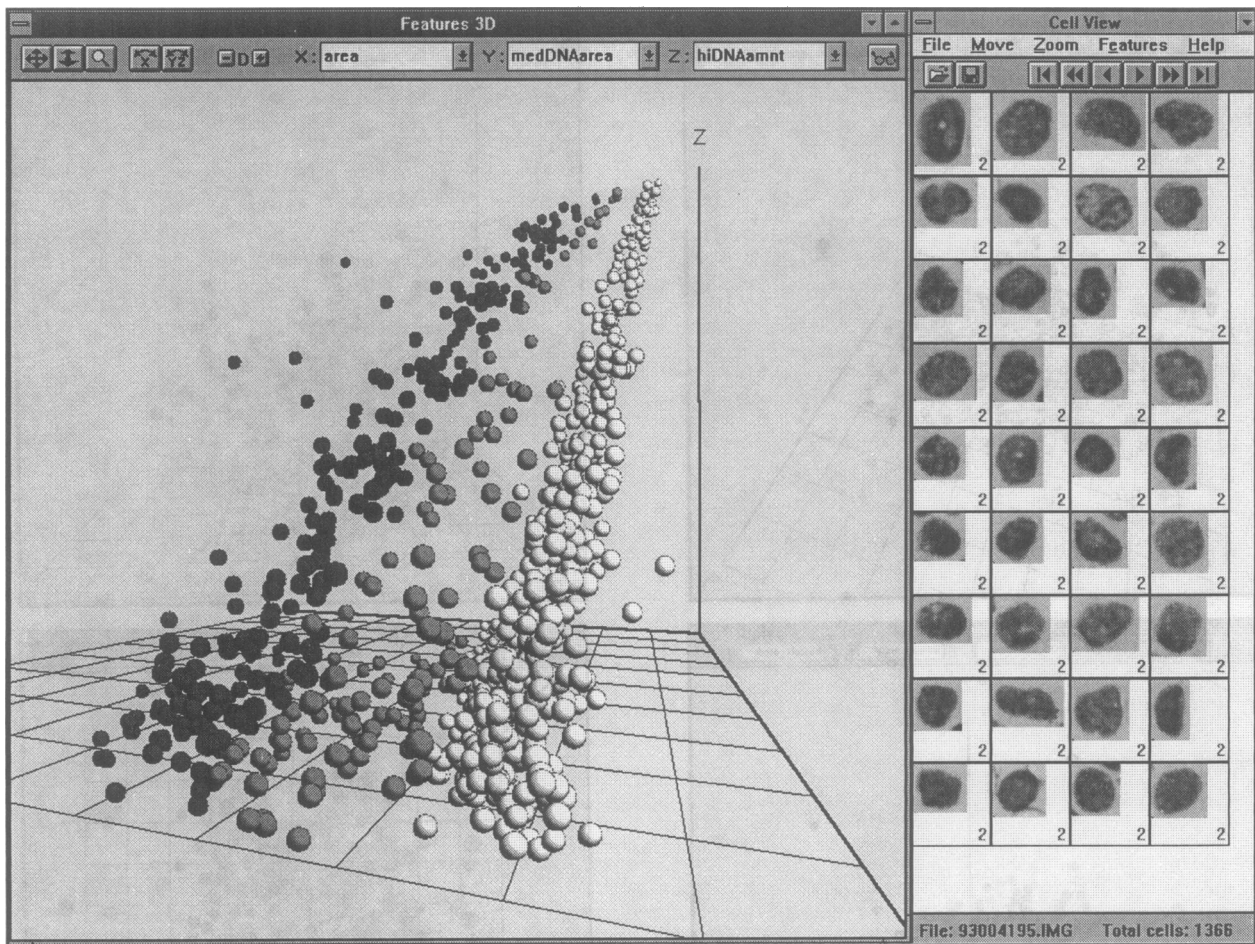 Features 3D
D X: area Y: medDNAarea Z: hiDNAamnt
Z
Cell View
File Move Zoom Features Help
2 2 2 2
2 2 2 2
2 2 2 2
2 2 2 2
2 2 2 2
2 2 2 2
2 2 2 2
2 2 2 2
2 2 2 2
File: 93004195.IMG Total cells: 1366